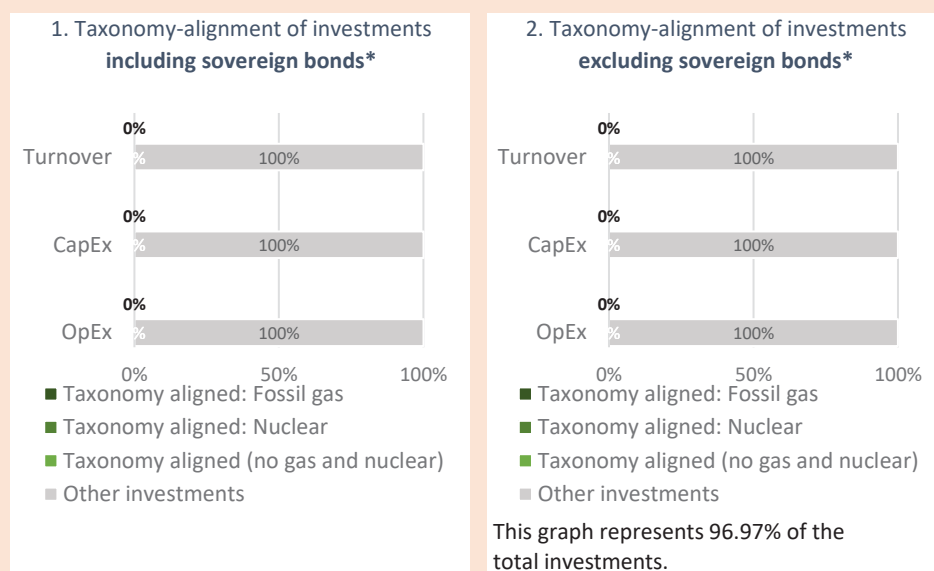 1. Taxonomy-alignment of investments
including sovereign bonds*
0%
Turnover
%
100%
0%
CapEx
%
100%
0%
OpEx
%
100%
0%
50%
100%
Taxonomy aligned: Fossil gas
Taxonomy aligned: Nuclear
Taxonomy aligned (no gas and nuclear)
Other investments
2. Taxonomy-alignment of investments
excluding sovereign bonds*
0%
Turnover
%
100%
0%
CapEx
%
100%
0%
OpEx
%
100%
0%
50%
100%
Taxonomy aligned: Fossil gas
Taxonomy aligned: Nuclear
Taxonomy aligned (no gas and nuclear)
Other investments
This graph represents 96.97% of the
total investments.